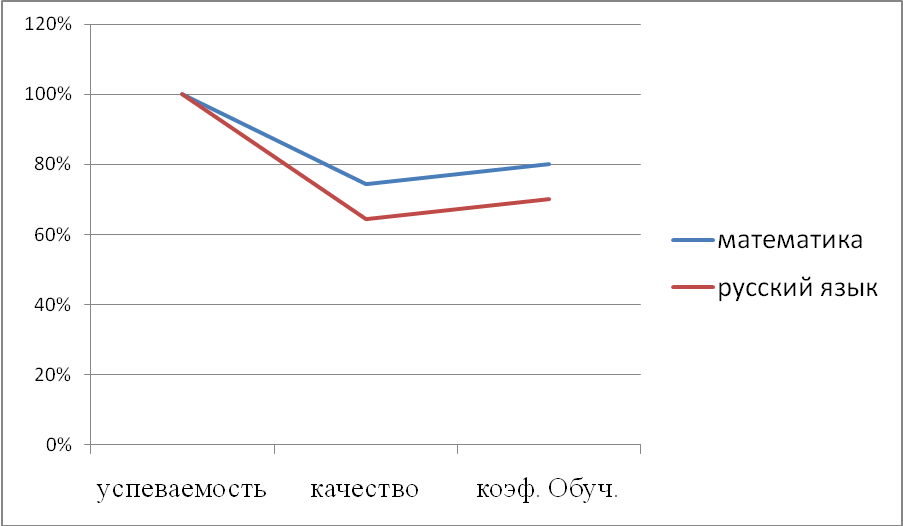 120%
100%
80%
60%
40%
20%
0%
успеваемость
качество
коэф. Обуч.
математика
русский язык